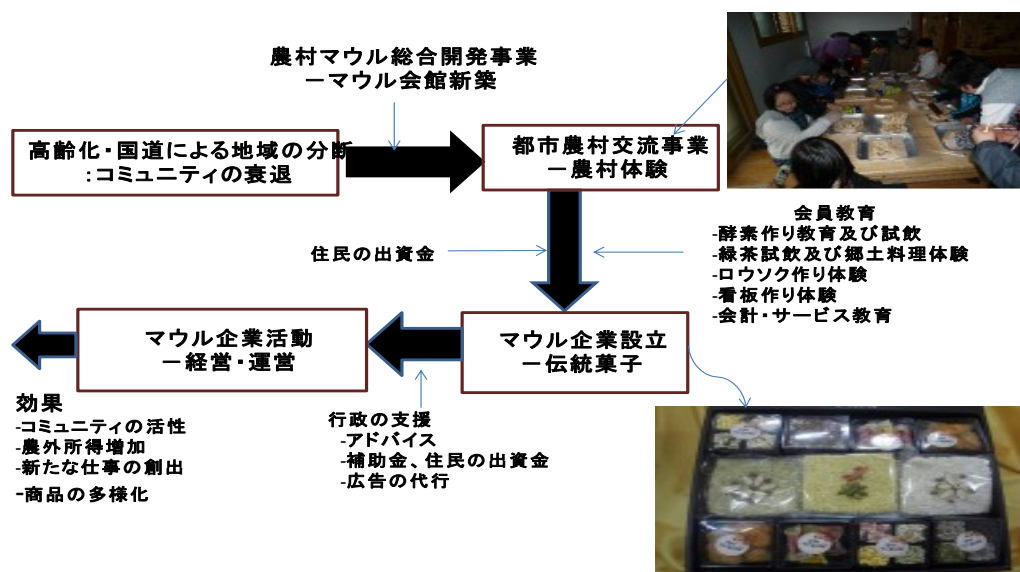 農村マウル総合開発事業
－マウル会館新築
高齢化・国道による地域の分断
：コミュニティの衰退
都市農村交流事業
－農村体験
住民の出資金
会員教育
-酵素作り教育及び試飲
-緑茶試飲及び郷土料理体験
-ロウソク作り体験
-看板作り体験
-会計・サービス教育
マウル企業設立
－伝統菓子
マウル企業活動
－経営・運営
効果
-コミュニティの活性
-農外所得増加
-新たな仕事の創出
-商品の多様化
行政の支援
-アドバイス
-補助金、住民の出資金
-広告の代行